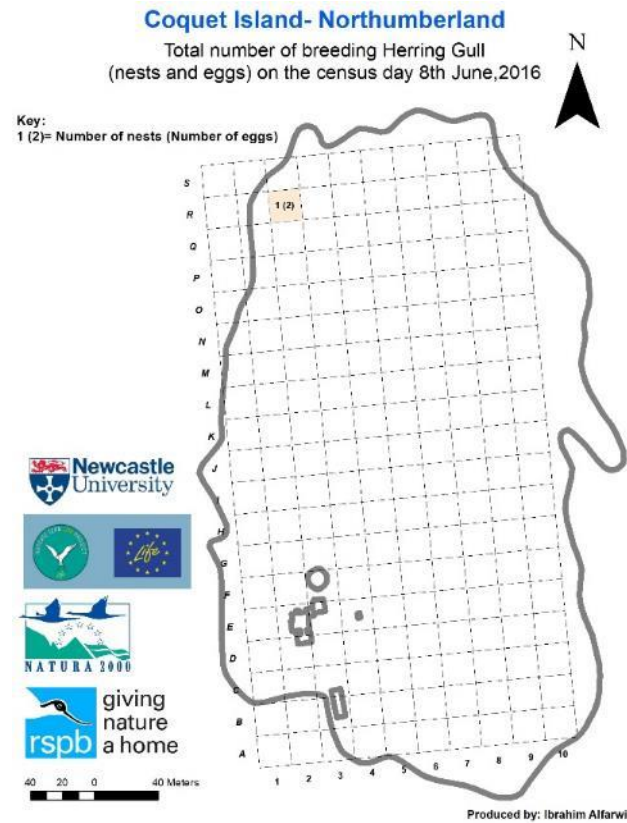 Coquet Island- Northumberland
Total number of breeding Herring Gull
(nests and eggs) on the census day 8th June,2016
N
Key:
1 (2)= Number of nests (Number of eggs)
S
R
1 (2)
Q
P
O
N
M
L
K
J
I
H
G
F
E
D
C
B
A
1 2 3 4 5 6 7 8 9 10
Newcastle
University
Life
NATURA 2000
rspb
giving
nature
a home
40 20 0 40 Meters
Produced by: Ibrahim Alfarwi